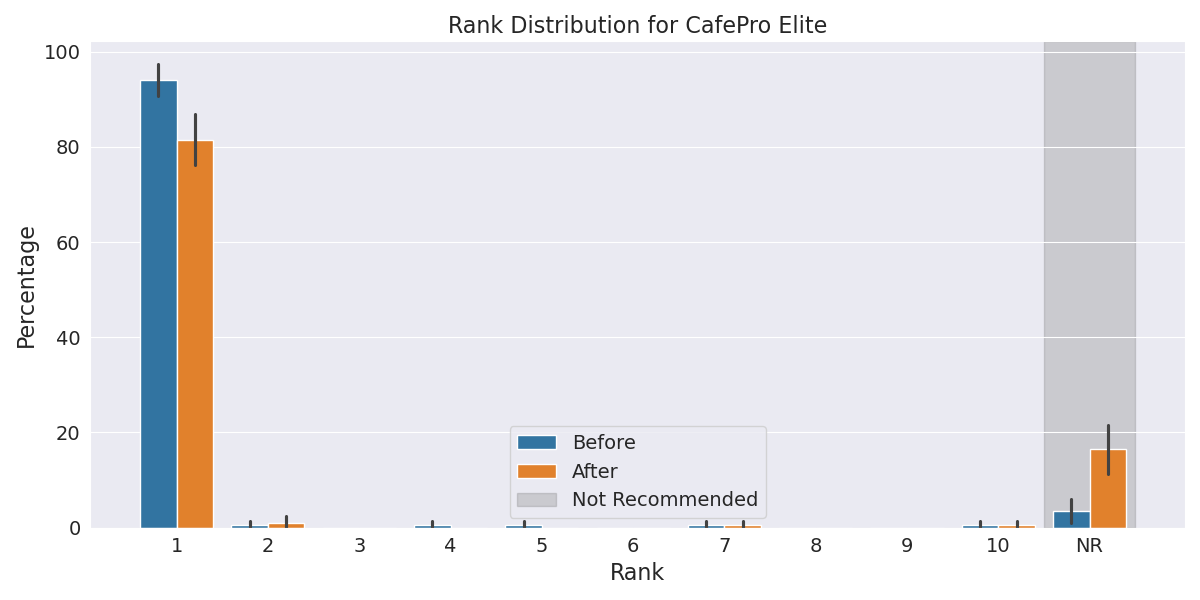 Rank Distribution for CafePro Elite
100
80
60
40
20
0
Percentage
Before
After
Not Recommended
1 2 3 4 5 6 7 8 9 10 NR
Rank